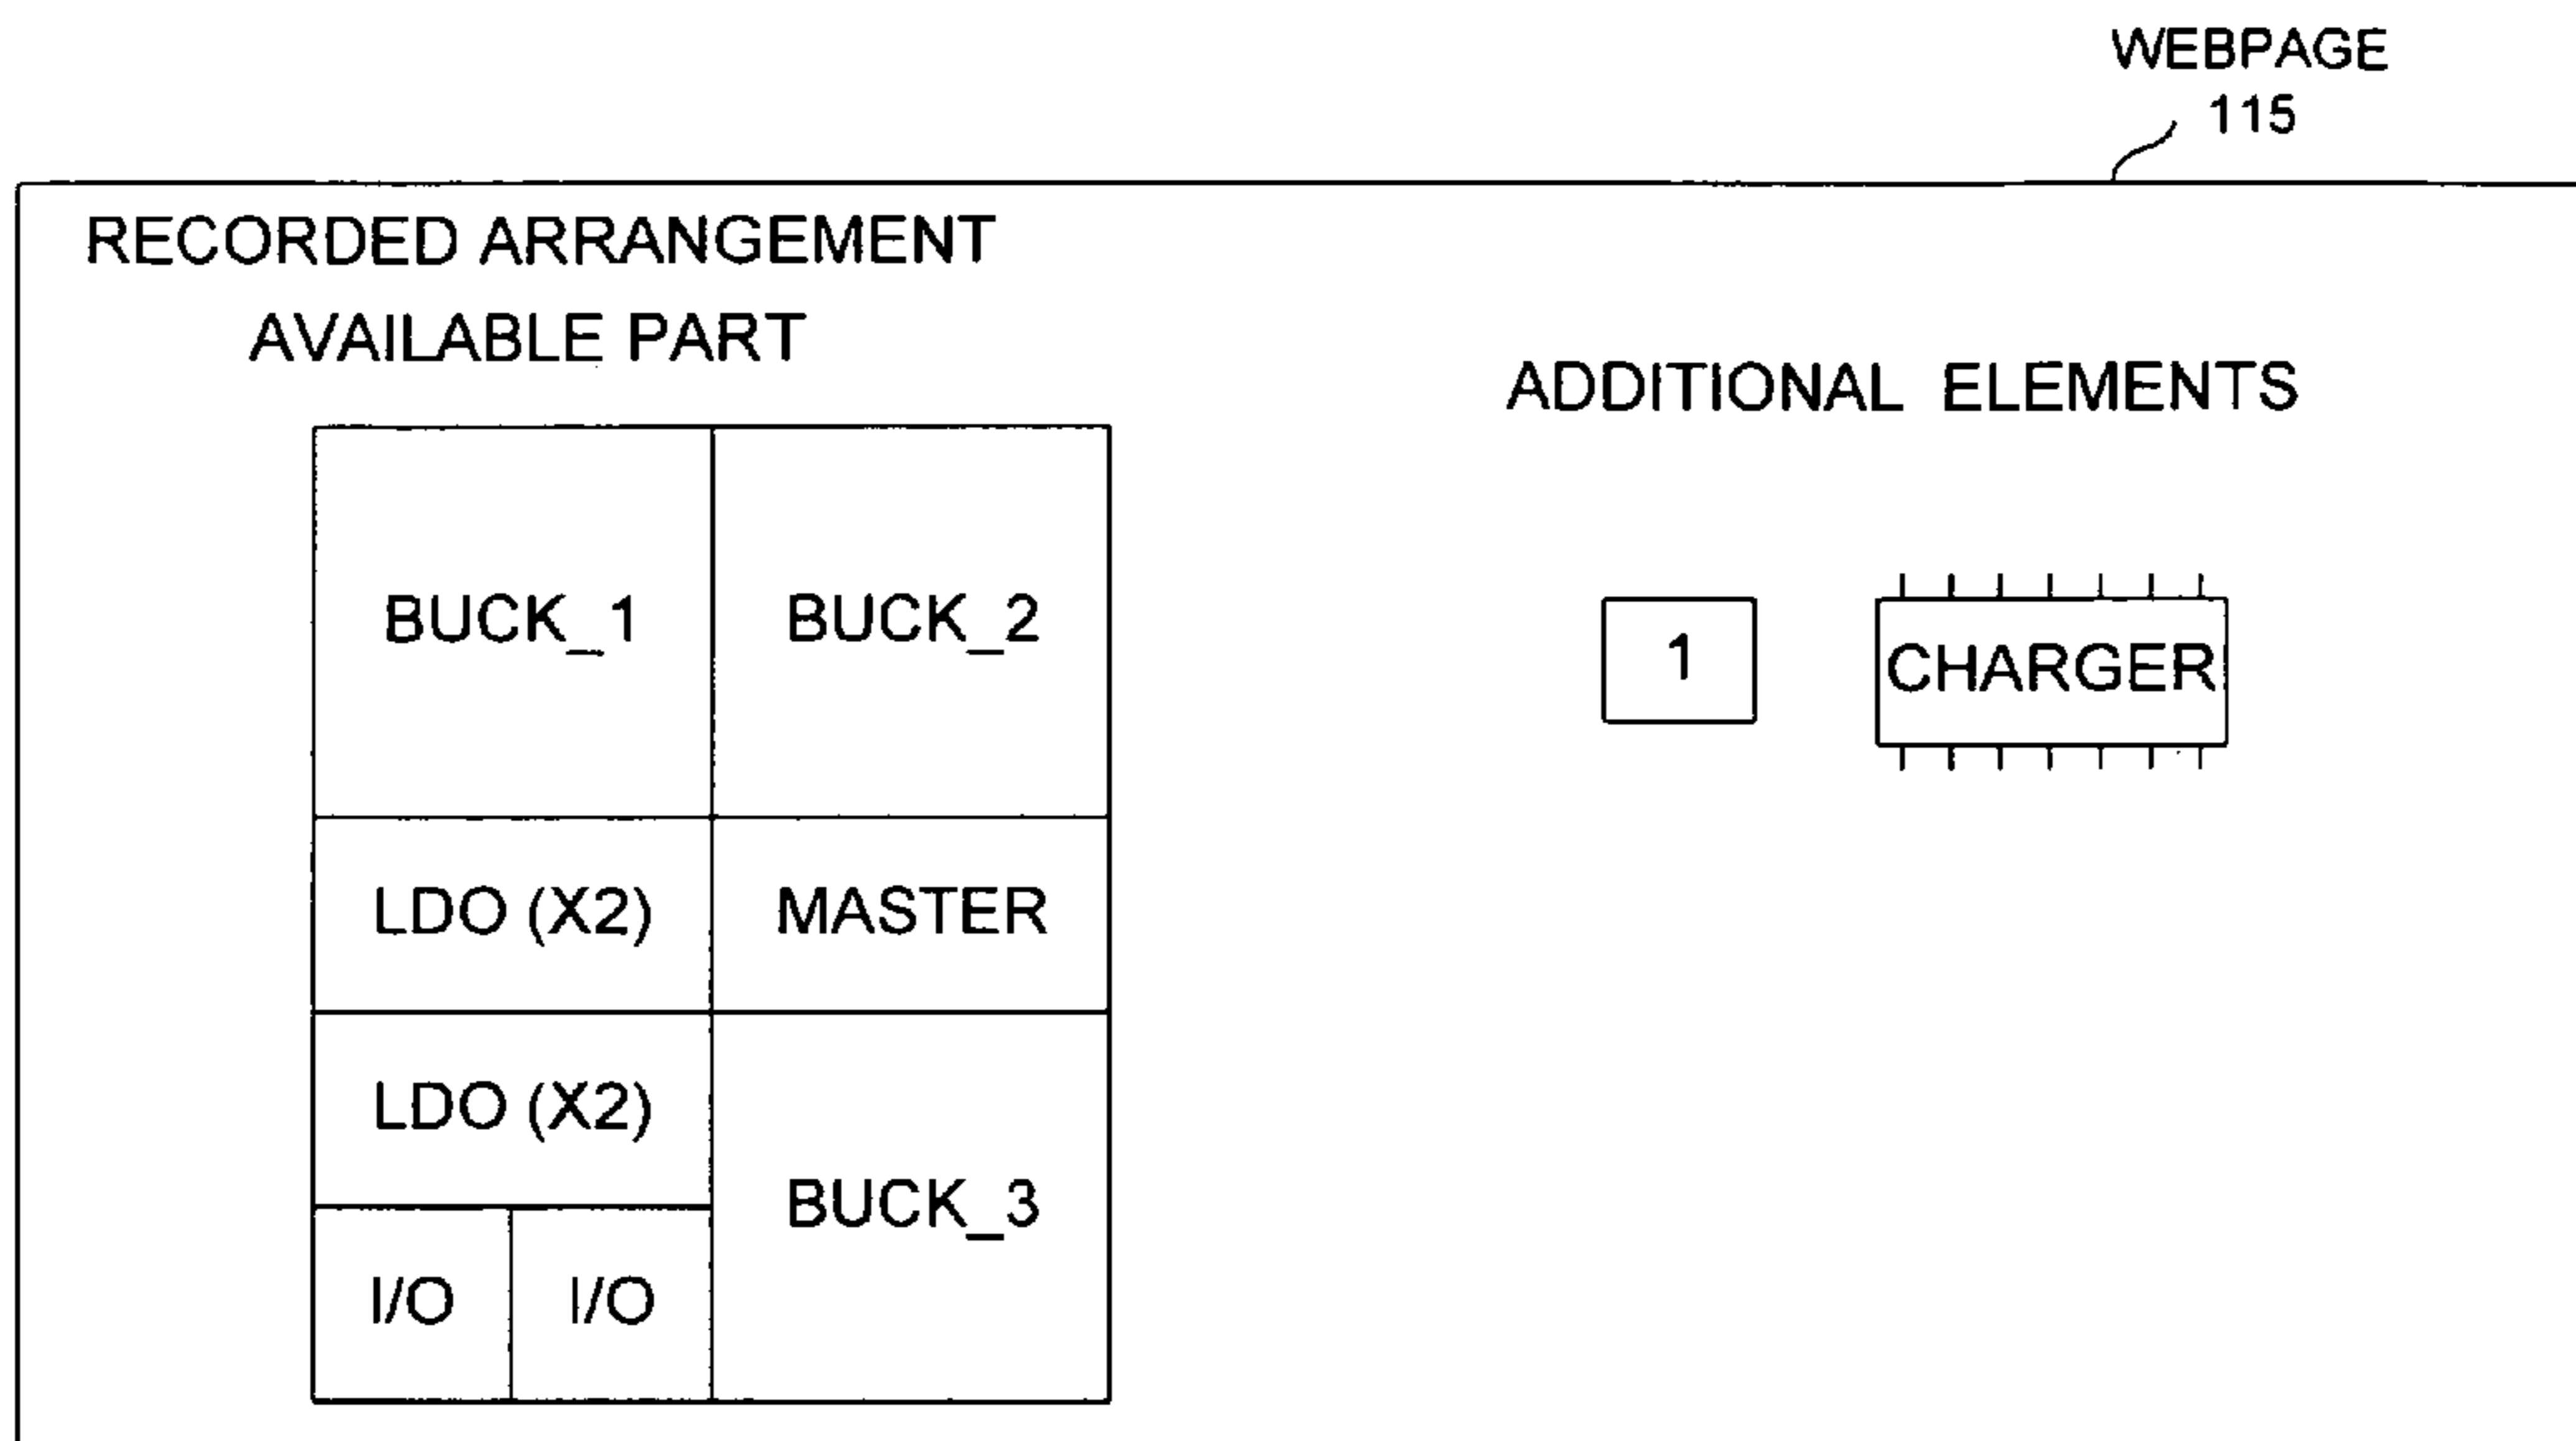 WEBPAGE
115
RECORDED ARRANGEMENT
AVAILABLE PART
ADDITIONAL ELEMENTS
BUCK_1 BUCK_2
1 CHARGER
LDO (X2) MASTER
LDO (X2)
BUCK_3
I/O I/O